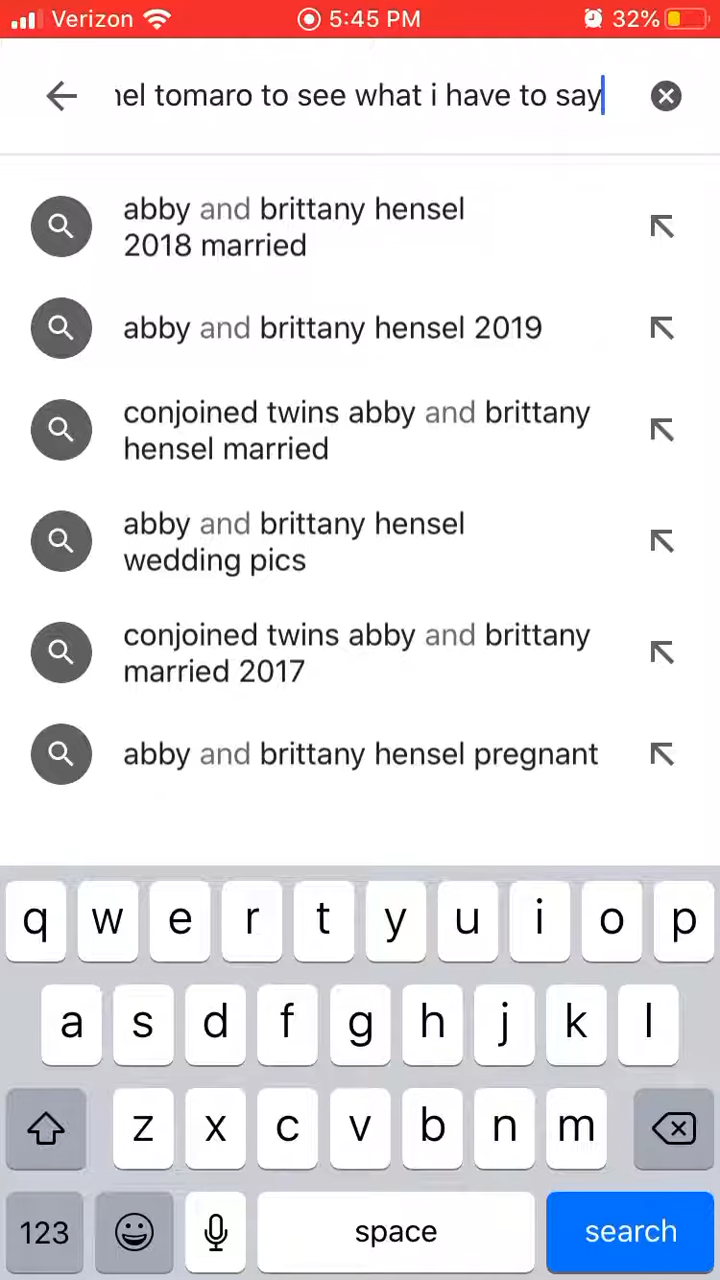 Verizon 5:45 PM 32%
nel tomaro to see what i have to say
abby and brittany hensel
2018 married
abby and brittany hensel 2019
conjoined twins abby and brittany
hensel married
abby and brittany hensel
wedding pics
conjoined twins abby and brittany
married 2017
abby and brittany hensel pregnant
q w e r t y u i o p
a s d f g h j k l
z x c v b n m
123 space search